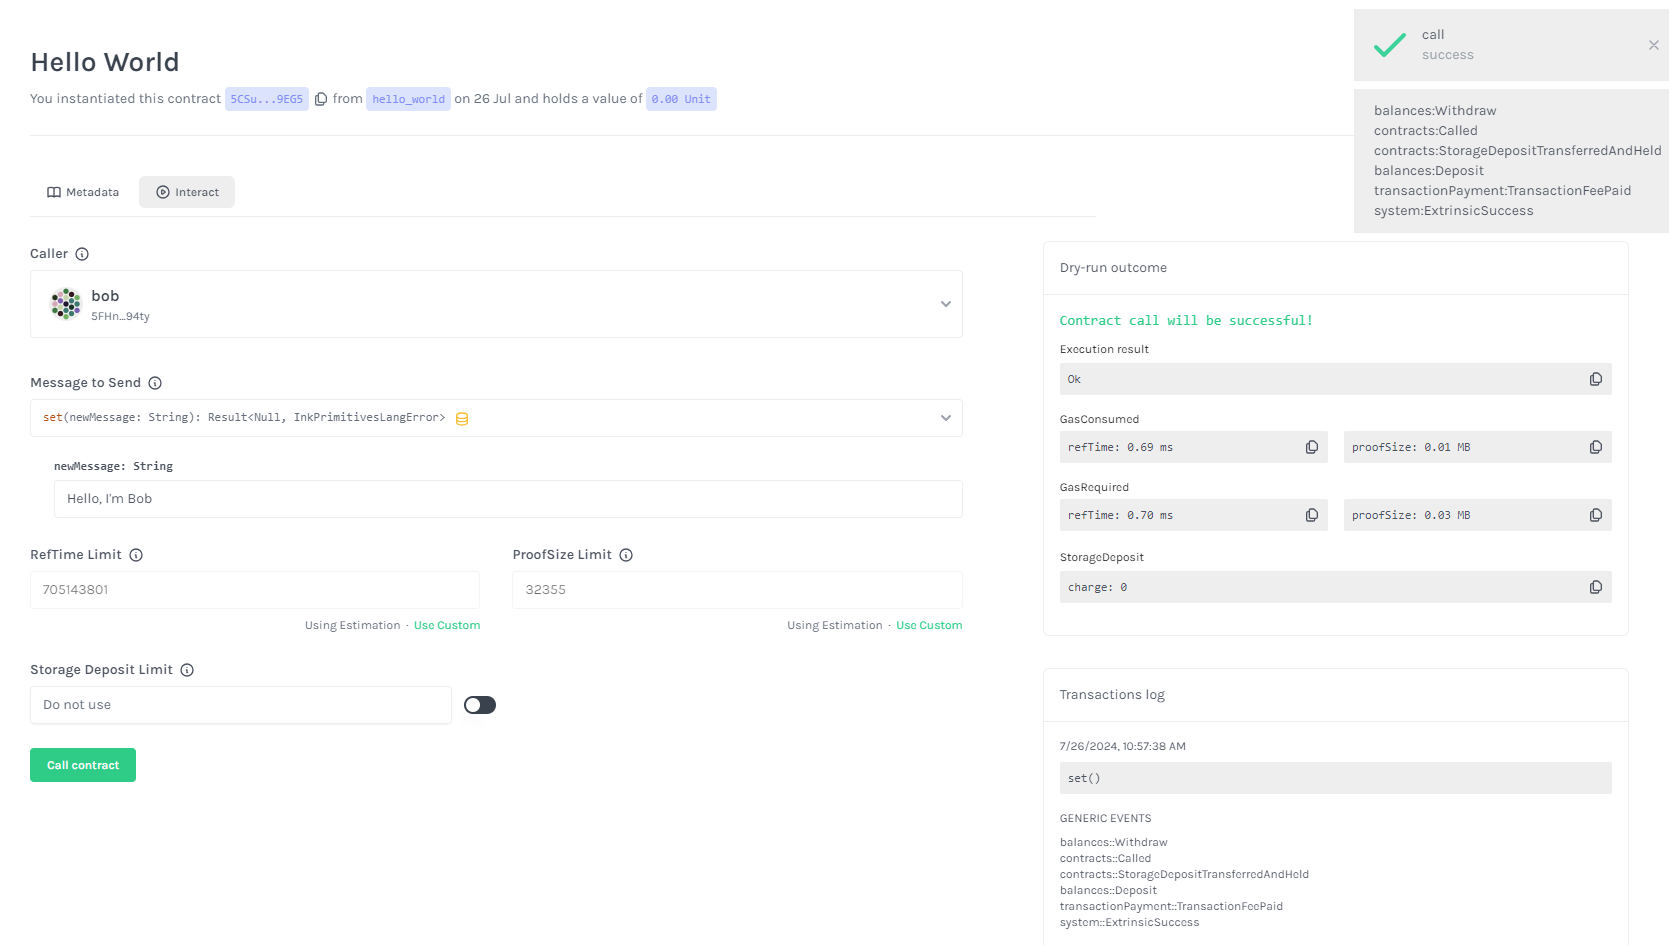 Hello World
You instantiated this contract 5CSu...9EG5 from hello_world on 26 Jul and holds a value of 0.00 Unit
call
success
balances:Withdraw
contracts:Called
contracts:StorageDepositTransferredAndHeld
balances:Deposit
transactionPayment:TransactionFeePaid
system:ExtrinsicSuccess
Metadata
Interact
Caller
bob
5FHn...94ty
Message to Send
set(newMessage: String): Result<Null, InkPrimitivesLangError>
newMessage: String
Hello, I'm Bob
RefTime Limit
705143801
Using Estimation · Use Custom
ProofSize Limit
32355
Using Estimation · Use Custom
Storage Deposit Limit
Do not use
Call contract
Dry-run outcome
Contract call will be successful!
Execution result
Ok
GasConsumed
refTime: 0.69 ms
proofSize: 0.01 MB
GasRequired
refTime: 0.70 ms
proofSize: 0.03 MB
StorageDeposit
charge: 0
Transactions log
7/26/2024, 10:57:38 AM
set()
GENERIC EVENTS
balances::Withdraw
contracts::Called
contracts::StorageDepositTransferredAndHeld
balances::Deposit
transactionPayment::TransactionFeePaid
system::ExtrinsicSuccess